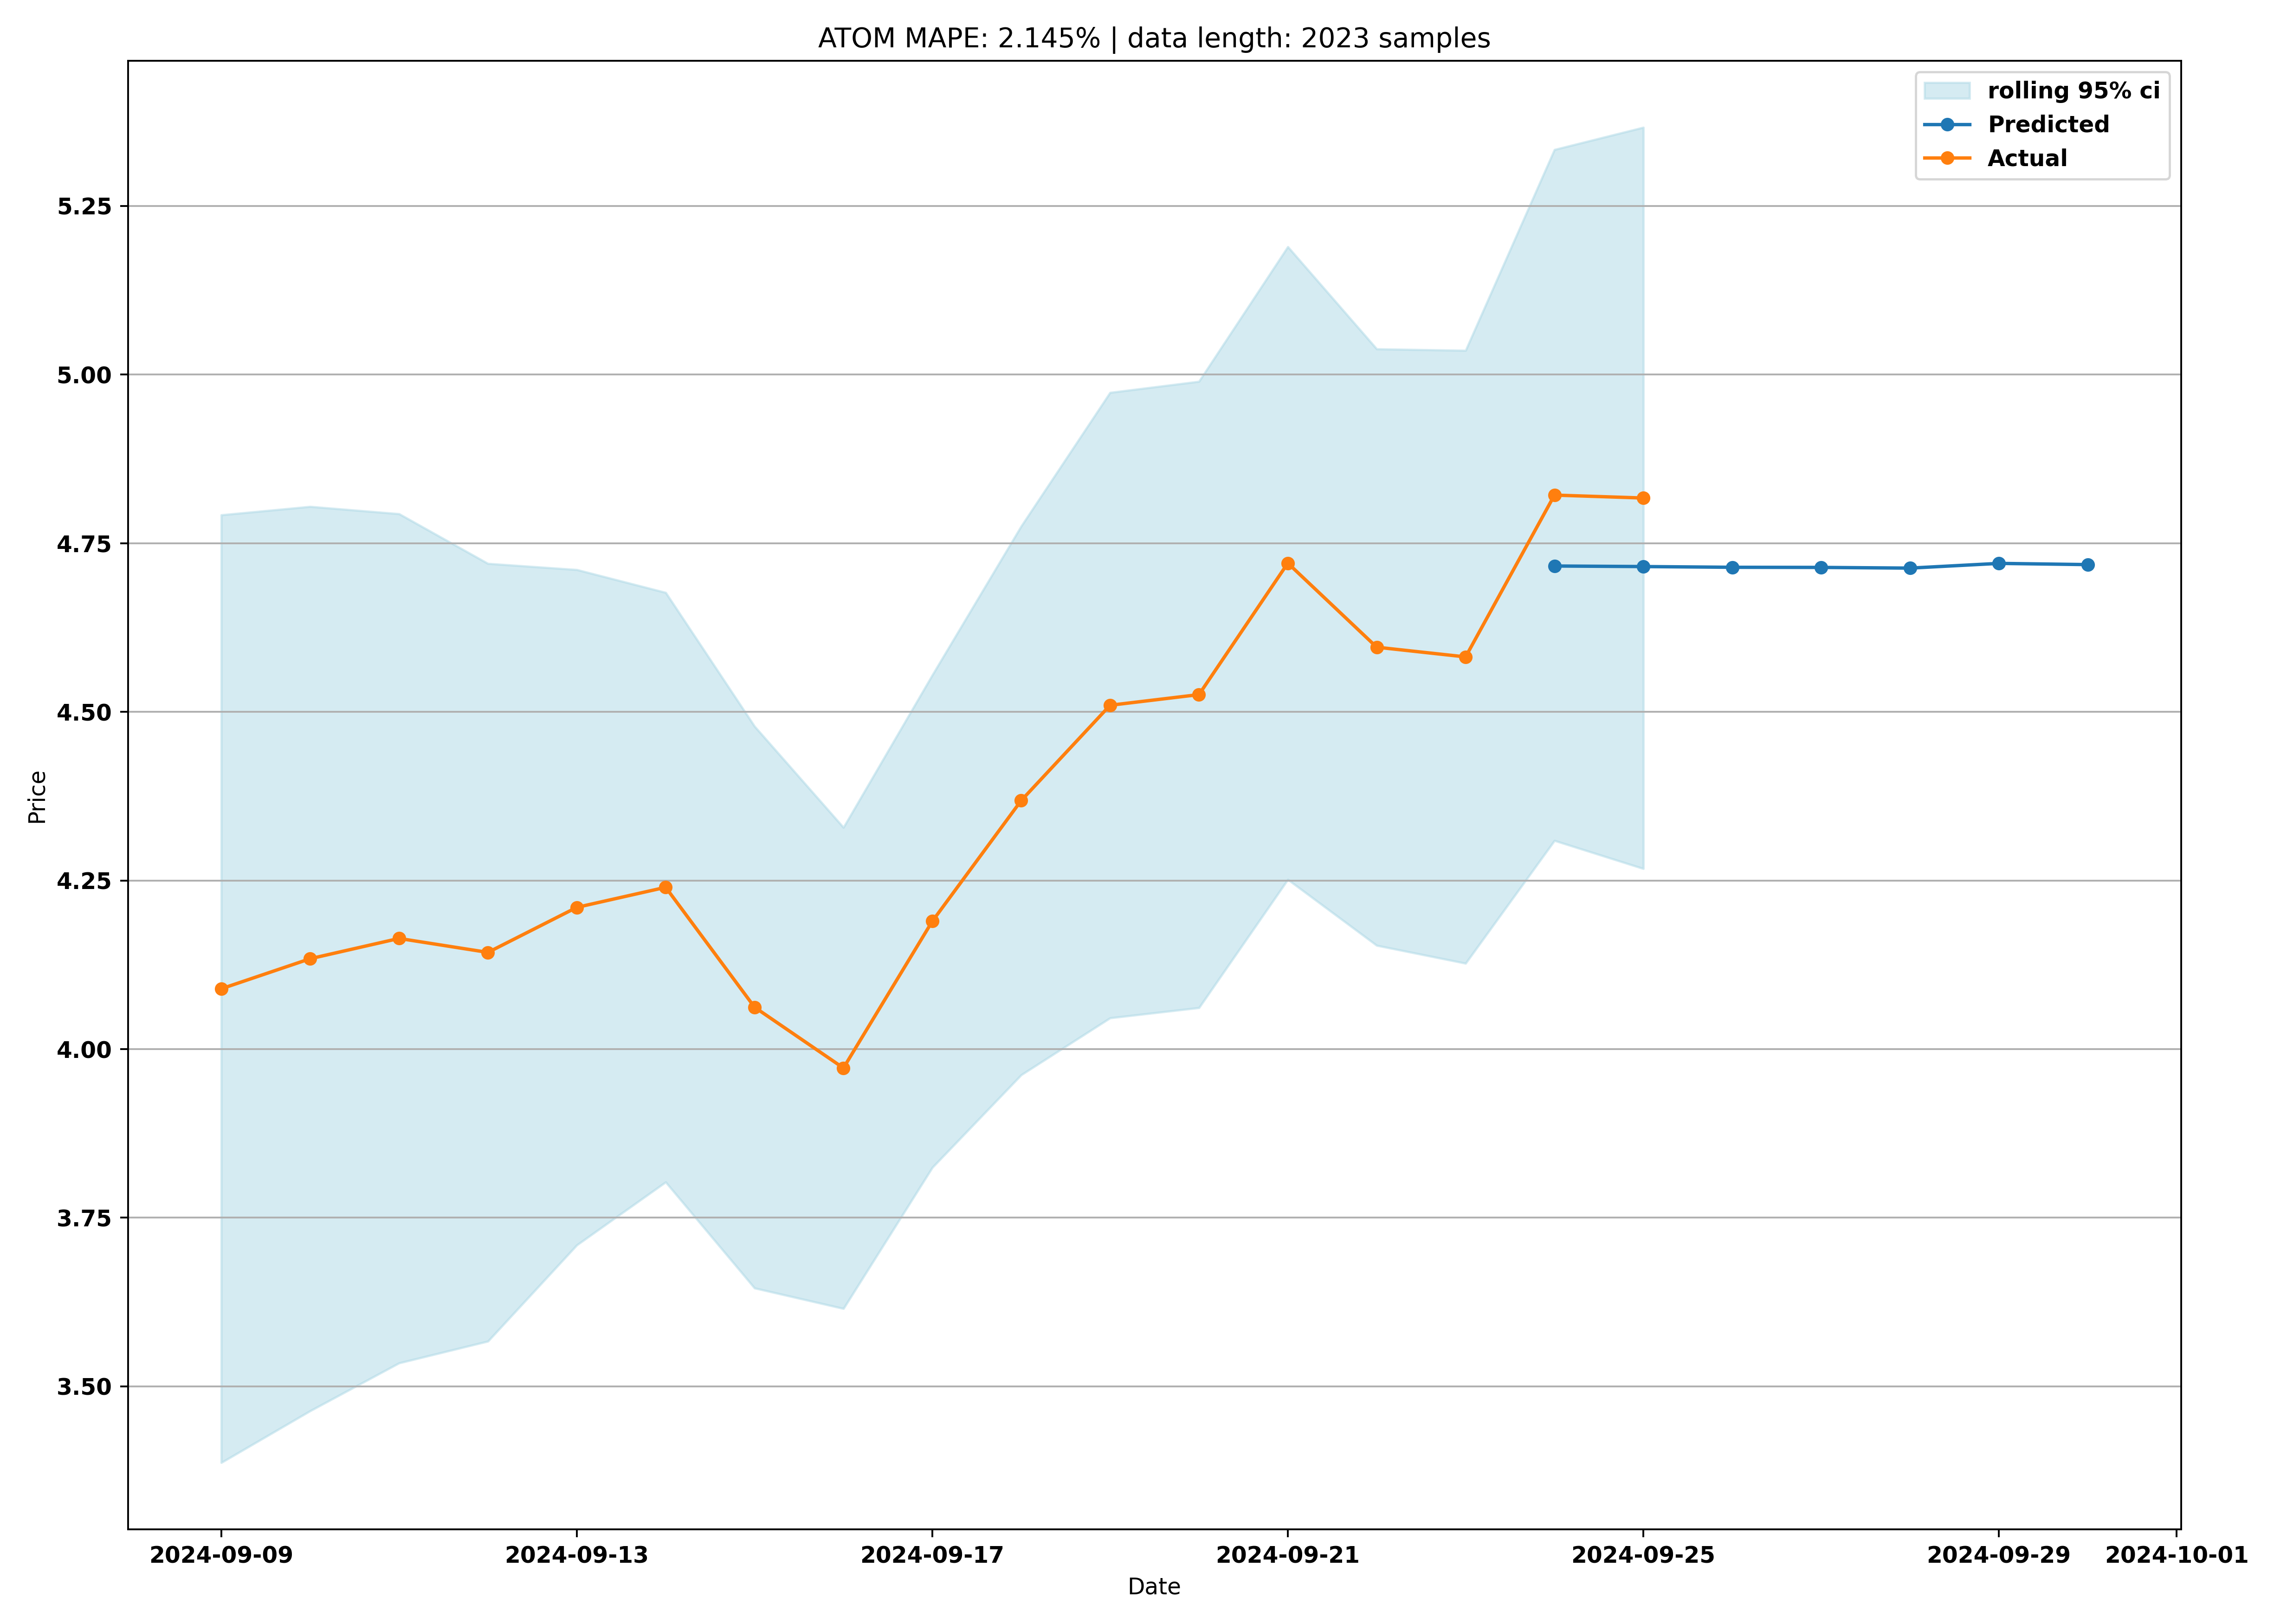 ATOM MAPE: 2.145% | data length: 2023 samples
rolling 95% ci
Predicted
Actual
5.25
5.00
4.75
4.50
4.25
4.00
3.75
3.50
Price
2024-09-09 2024-09-13 2024-09-17 2024-09-21 2024-09-25 2024-09-29 2024-10-01
Date